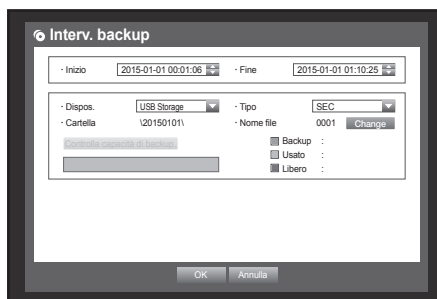 Interv. backup
· Inizio 2015-01-01 00:01:06 · Fine 2015-01-01 01:10:25
· Dispos. USB Storage · Tipo SEC
· Cartella \20150101\ · Nome file 0001 Change
Controlla capacità di backup.
Backup :
Usato :
Libero :
OK Annulla